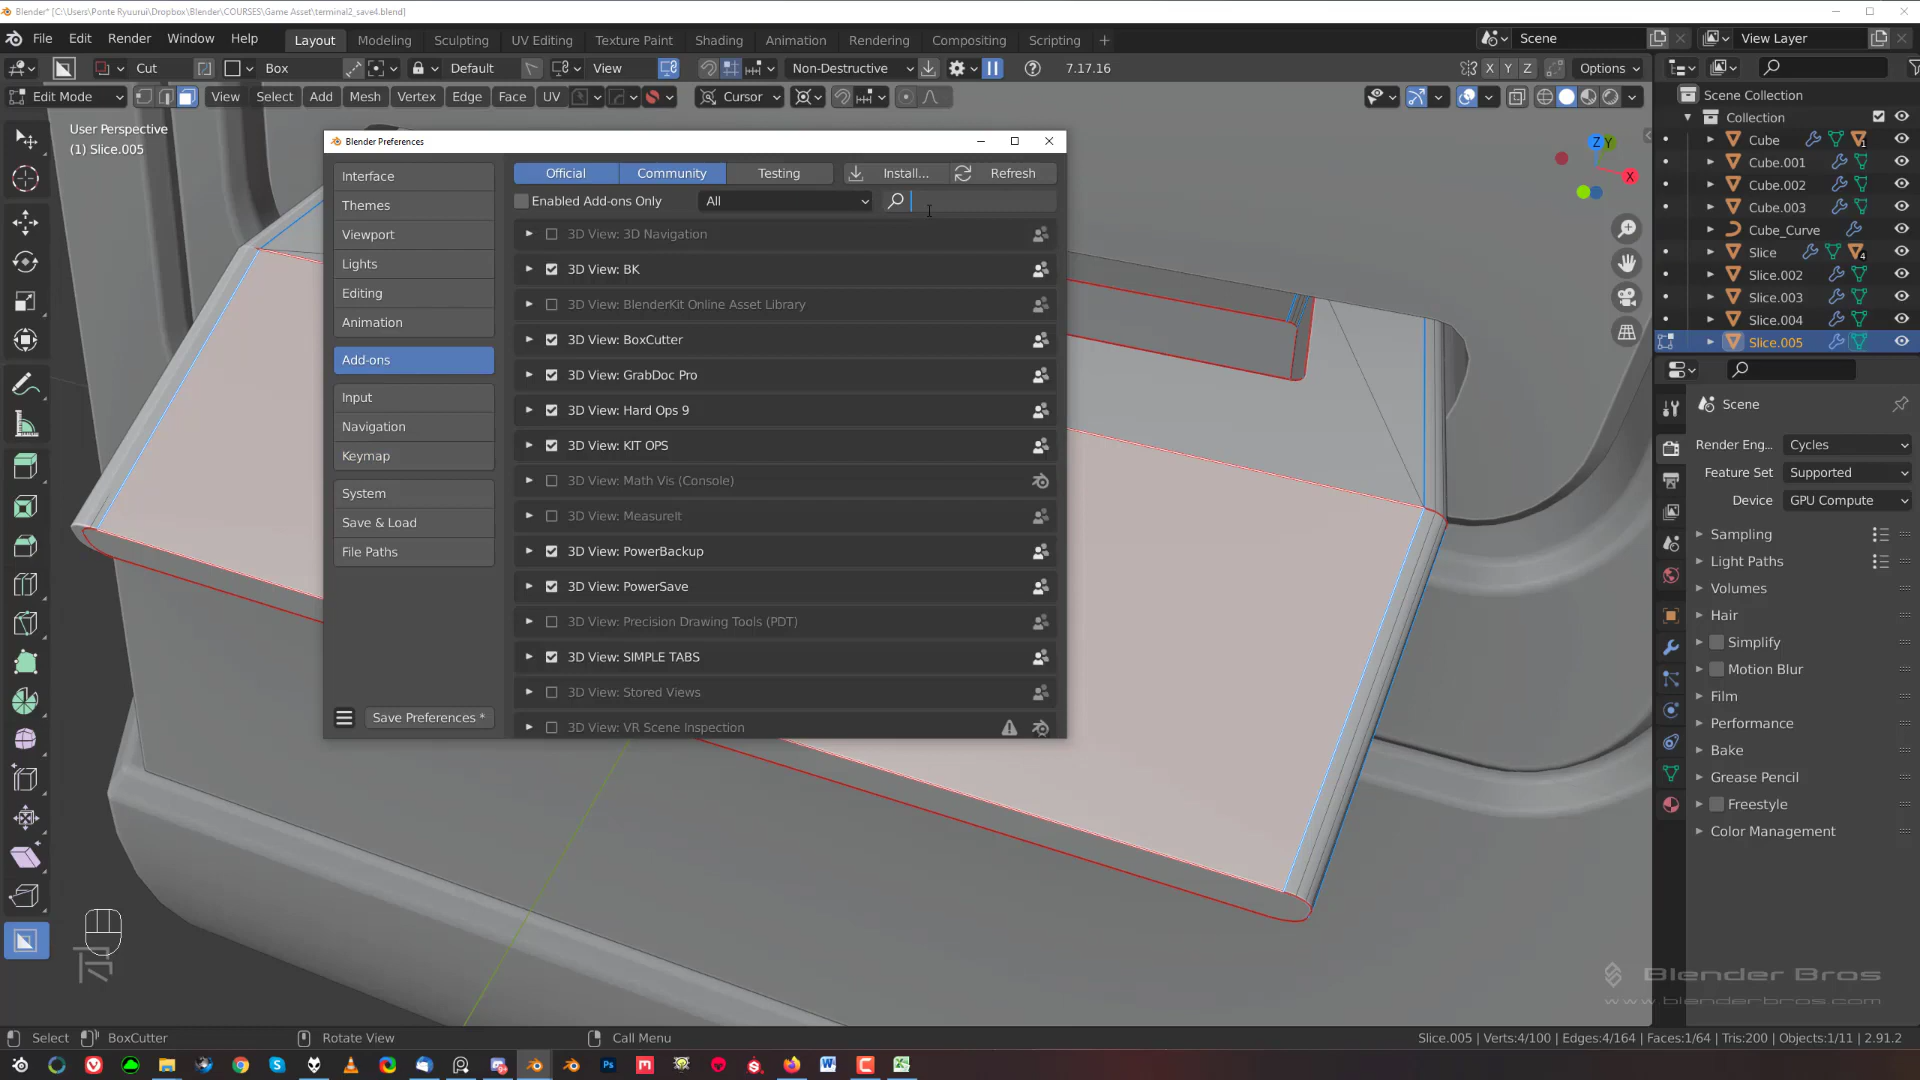 Blender* [C:\Users\Ponte Ryuurui\Dropbox\Blender\COURSES\Game Asset\terminal2_save4.blend]
File Edit Render Window Help Layout Modeling Sculpting UV Editing Texture Paint Shading Animation Rendering Compositing Scripting + Scene View Layer
Cut Box Default View Non-Destructive 7.17.16 X Y Z Options
Edit Mode View Select Add Mesh Vertex Edge Face UV Cursor
User Perspective
(1) Slice.005
Z Y
X
Blender Preferences
Interface
Themes
Viewport
Lights
Editing
Animation
Add-ons
Input
Navigation
Keymap
System
Save & Load
File Paths
Save Preferences *
Official Community Testing Install... Refresh
Enabled Add-ons Only All
3D View: 3D Navigation
3D View: BK
3D View: BlenderKit Online Asset Library
3D View: BoxCutter
3D View: GrabDoc Pro
3D View: Hard Ops 9
3D View: KIT OPS
3D View: Math Vis (Console)
3D View: MeasureIt
3D View: PowerBackup
3D View: PowerSave
3D View: Precision Drawing Tools (PDT)
3D View: SIMPLE TABS
3D View: Stored Views
3D View: VR Scene Inspection
Scene Collection
Collection
Cube 1
Cube.001
Cube.002
Cube.003
Cube_Curve
Slice 4
Slice.002
Slice.003
Slice.004
Slice.005
Scene
Render Eng... Cycles
Feature Set Supported
Device GPU Compute
Sampling
Light Paths
Volumes
Hair
Simplify
Motion Blur
Film
Performance
Bake
Grease Pencil
Freestyle
Color Management
Blender Bros
www.blenderbros.com
Select BoxCutter Rotate View Call Menu Slice.005 | Verts:4/100 | Edges:4/164 | Faces:1/64 | Tris:200 | Objects:1/11 | 2.91.2